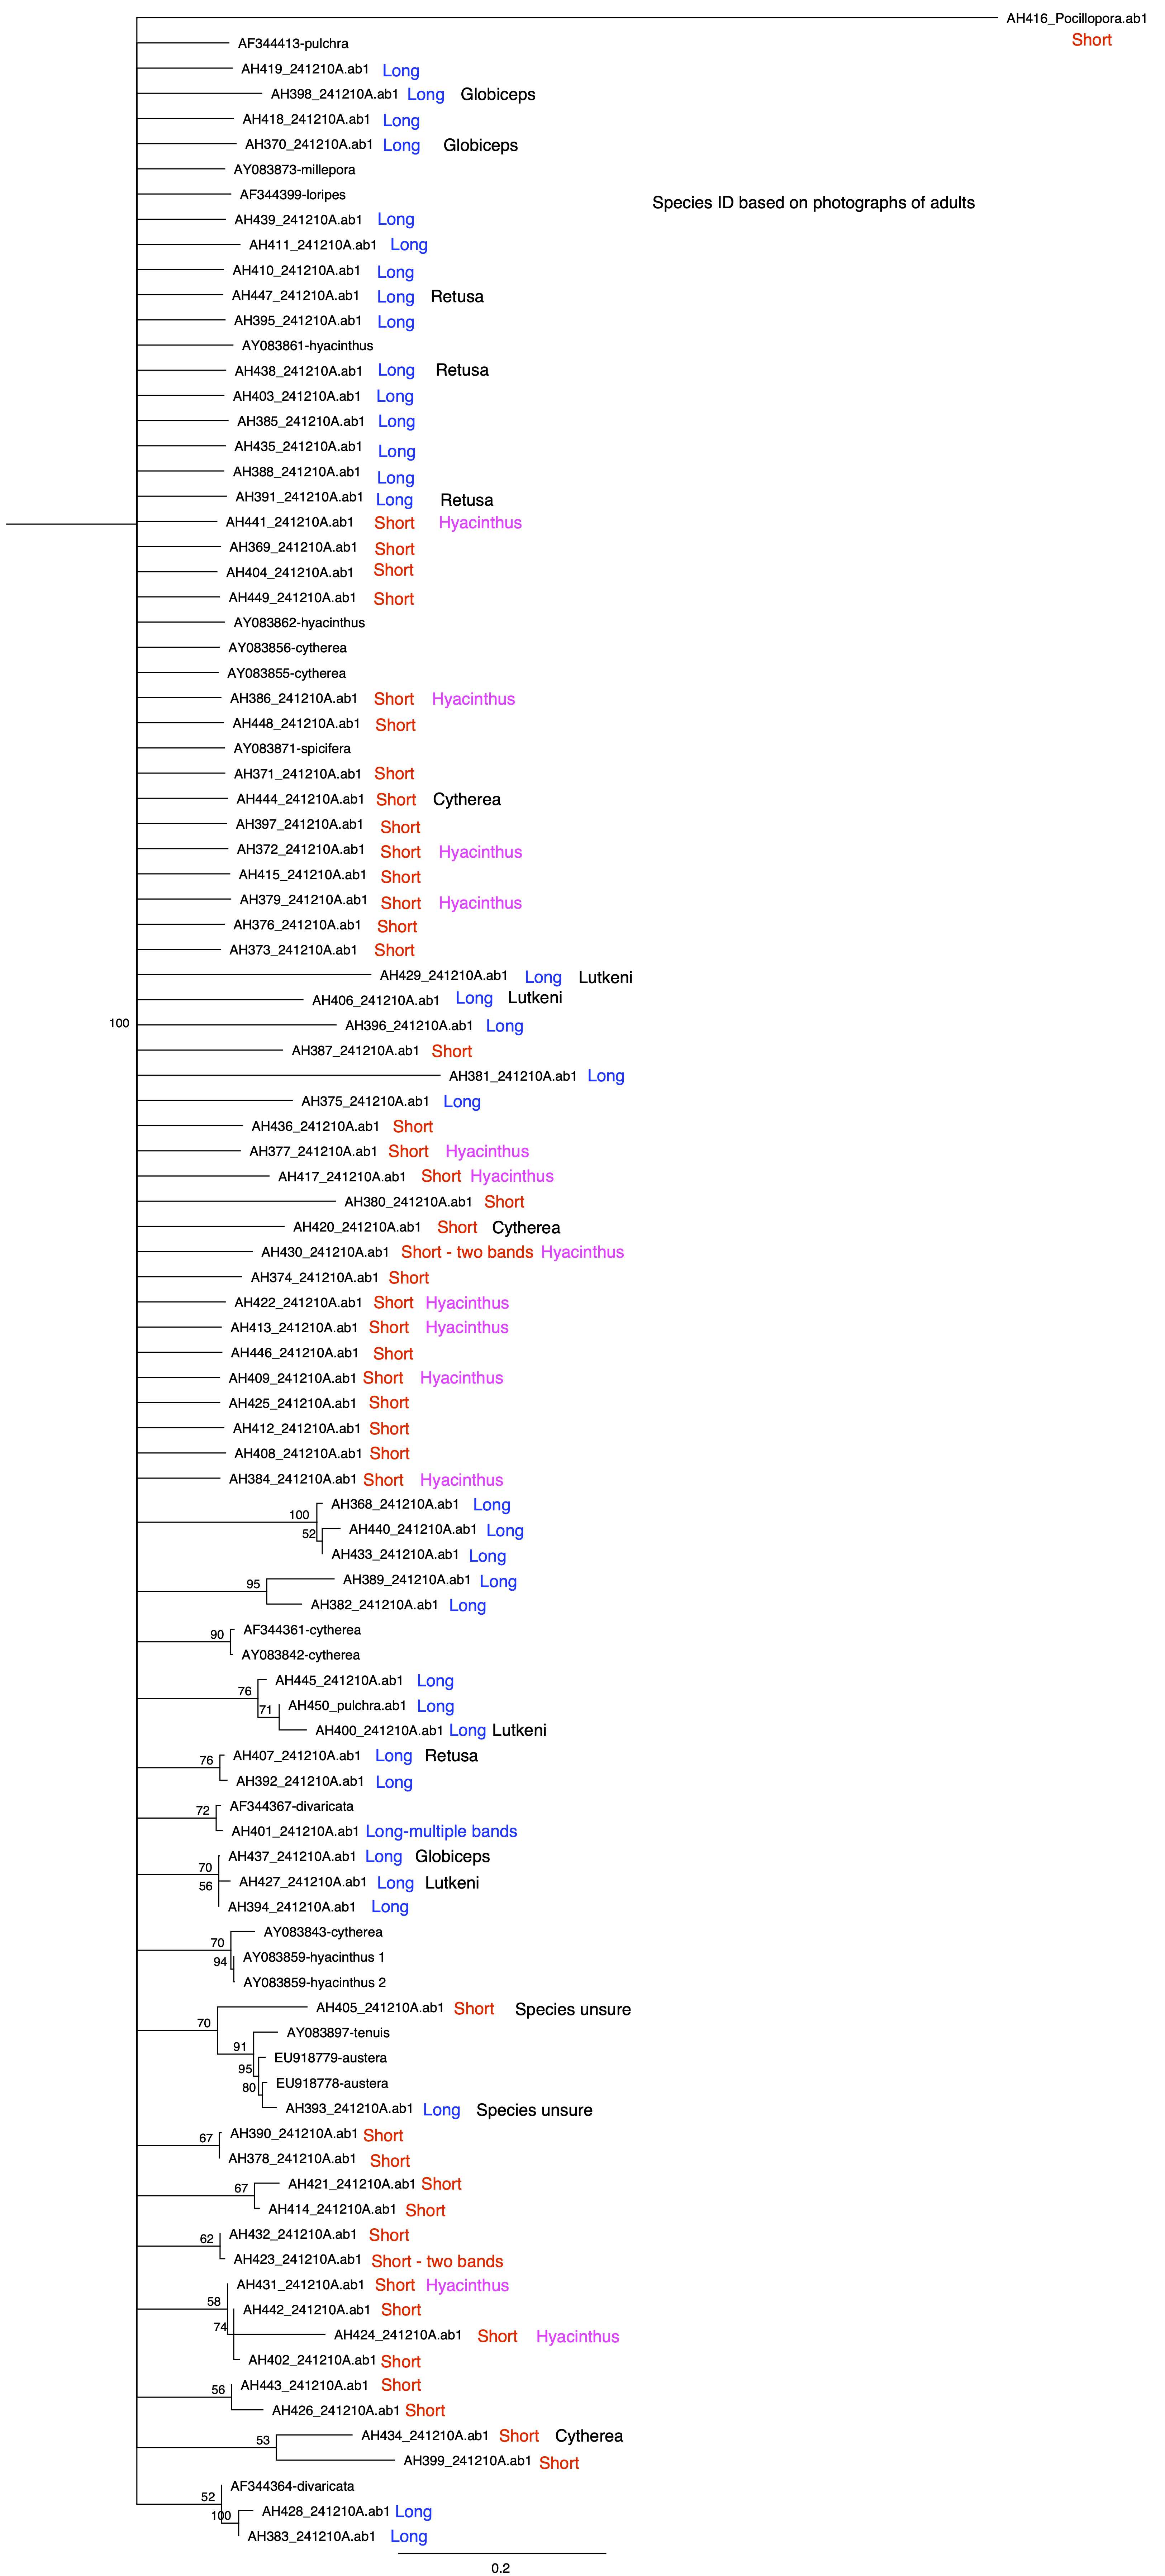 AH416_Pocillopora.ab1
Short
AF344413-pulchra
AH419_241210A.ab1 Long
AH398_241210A.ab1 Long Globiceps
AH418_241210A.ab1 Long
AH370_241210A.ab1 Long Globiceps
AY083873-millepora
AF344399-loripes
Species ID based on photographs of adults
AH439_241210A.ab1 Long
AH411_241210A.ab1 Long
AH410_241210A.ab1 Long
AH447_241210A.ab1 Long Retusa
AH395_241210A.ab1 Long
AY083861-hyacinthus
AH438_241210A.ab1 Long Retusa
AH403_241210A.ab1 Long
AH385_241210A.ab1 Long
AH435_241210A.ab1 Long
AH388_241210A.ab1 Long
AH391_241210A.ab1 Long Retusa
AH441_241210A.ab1 Short Hyacinthus
AH369_241210A.ab1 Short
AH404_241210A.ab1 Short
AH449_241210A.ab1 Short
AY083862-hyacinthus
AY083856-cytherea
AY083855-cytherea
AH386_241210A.ab1 Short Hyacinthus
AH448_241210A.ab1 Short
AY083871-spicifera
AH371_241210A.ab1 Short
AH444_241210A.ab1 Short Cytherea
AH397_241210A.ab1 Short
AH372_241210A.ab1 Short Hyacinthus
AH415_241210A.ab1 Short
AH379_241210A.ab1 Short Hyacinthus
AH376_241210A.ab1 Short
AH373_241210A.ab1 Short
AH429_241210A.ab1 Long Lutkeni
AH406_241210A.ab1 Long Lutkeni
100
AH396_241210A.ab1 Long
AH387_241210A.ab1 Short
AH381_241210A.ab1 Long
AH375_241210A.ab1 Long
AH436_241210A.ab1 Short
AH377_241210A.ab1 Short Hyacinthus
AH417_241210A.ab1 Short Hyacinthus
AH380_241210A.ab1 Short
AH420_241210A.ab1 Short Cytherea
AH430_241210A.ab1 Short - two bands Hyacinthus
AH374_241210A.ab1 Short
AH422_241210A.ab1 Short Hyacinthus
AH413_241210A.ab1 Short Hyacinthus
AH446_241210A.ab1 Short
AH409_241210A.ab1 Short Hyacinthus
AH425_241210A.ab1 Short
AH412_241210A.ab1 Short
AH408_241210A.ab1 Short
AH384_241210A.ab1 Short Hyacinthus
AH368_241210A.ab1 Long
100
AH440_241210A.ab1 Long
52
AH433_241210A.ab1 Long
AH389_241210A.ab1 Long
95
AH382_241210A.ab1 Long
AF344361-cytherea
90
AY083842-cytherea
AH445_241210A.ab1 Long
76
AH450_pulchra.ab1 Long
71
AH400_241210A.ab1 Long Lutkeni
AH407_241210A.ab1 Long Retusa
76
AH392_241210A.ab1 Long
AF344367-divaricata
72
AH401_241210A.ab1 Long-multiple bands
AH437_241210A.ab1 Long Globiceps
70
AH427_241210A.ab1 Long Lutkeni
56
AH394_241210A.ab1 Long
AY083843-cytherea
70
AY083859-hyacinthus 1
94
AY083859-hyacinthus 2
AH405_241210A.ab1 Short Species unsure
70
AY083897-tenuis
91
EU918779-austera
95
EU918778-austera
80
AH393_241210A.ab1 Long Species unsure
AH390_241210A.ab1 Short
67
AH378_241210A.ab1 Short
AH421_241210A.ab1 Short
67
AH414_241210A.ab1 Short
AH432_241210A.ab1 Short
62
AH423_241210A.ab1 Short - two bands
AH431_241210A.ab1 Short Hyacinthus
58
AH442_241210A.ab1 Short
74
AH424_241210A.ab1 Short Hyacinthus
AH402_241210A.ab1 Short
AH443_241210A.ab1 Short
56
AH426_241210A.ab1 Short
AH434_241210A.ab1 Short Cytherea
53
AH399_241210A.ab1 Short
AF344364-divaricata
52
AH428_241210A.ab1 Long
100
AH383_241210A.ab1 Long
0.2